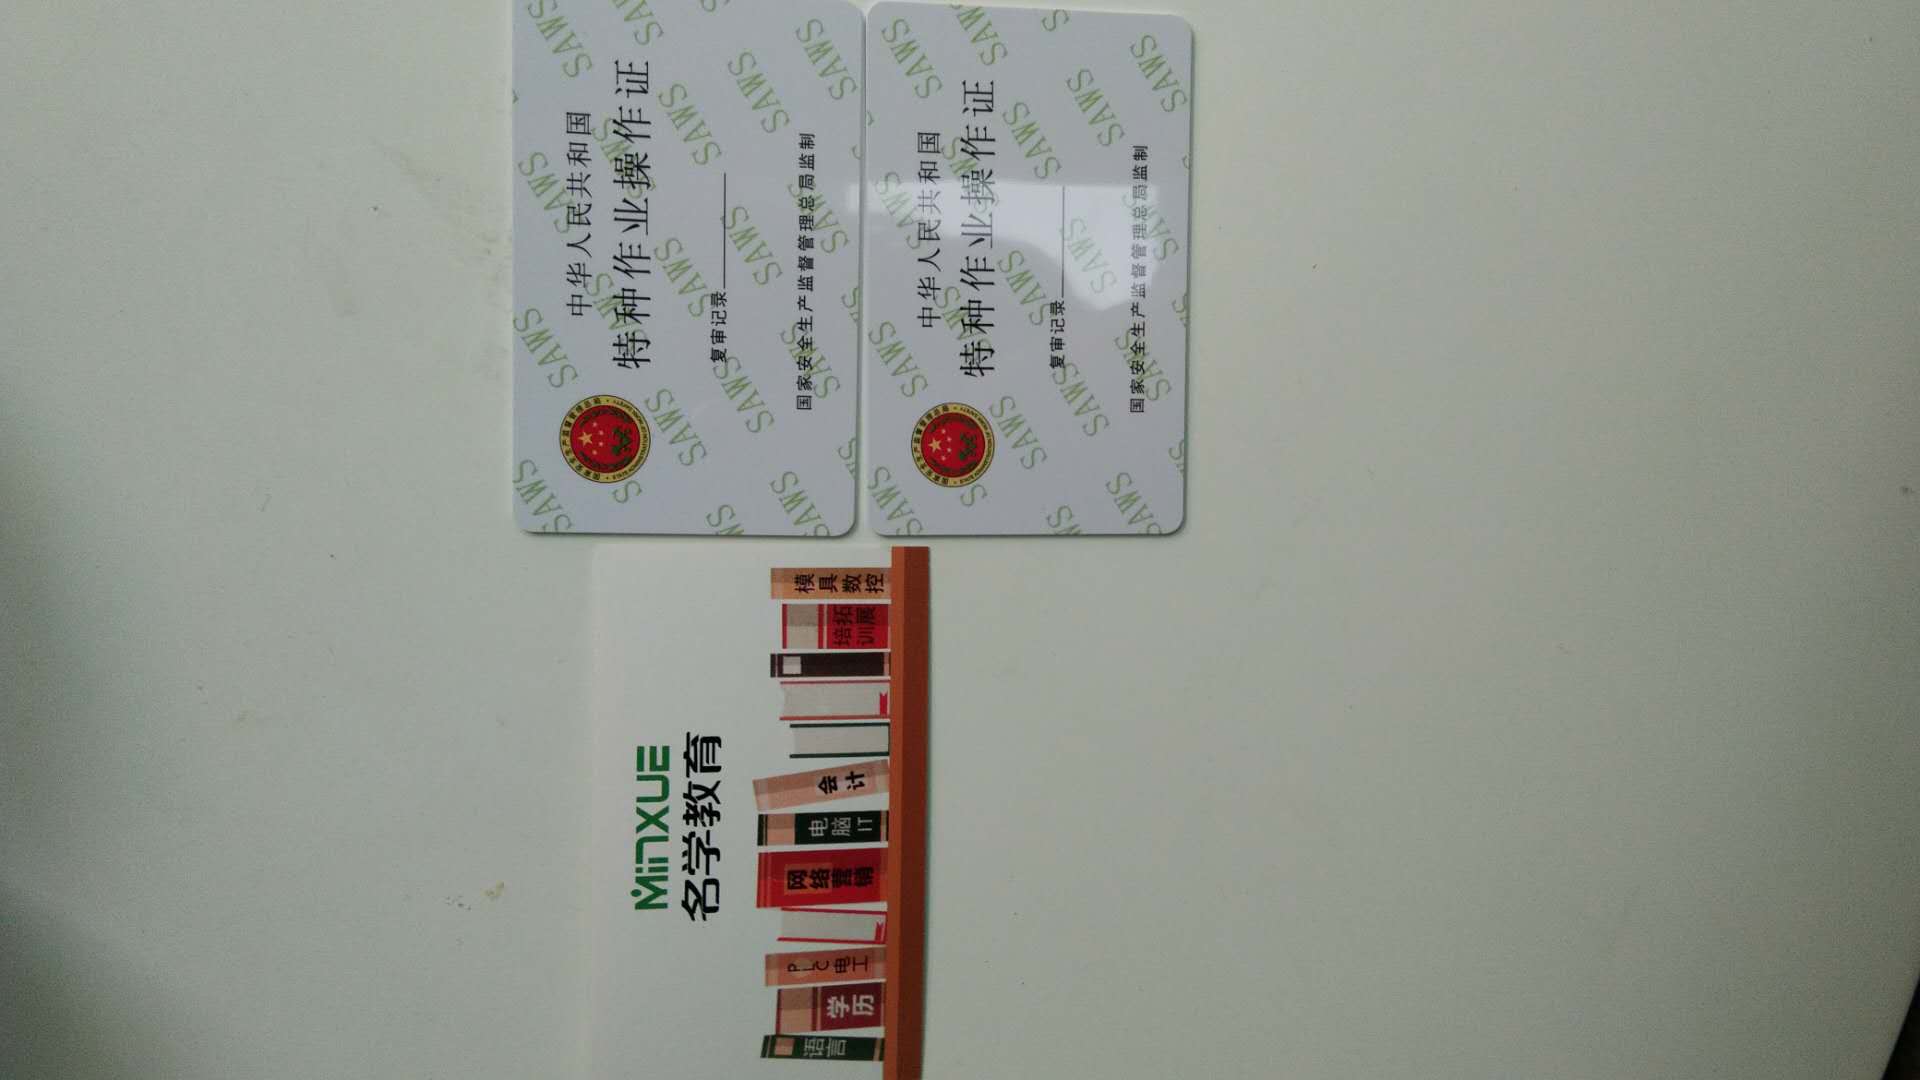 中华人民共和国
特种作业操作证
复审记录
国家安全生产监督管理总局监制
中华人民共和国
特种作业操作证
复审记录
国家安全生产监督管理总局监制
MinXUE
名学教育
语言
学历
PLC电工
网络营销
电脑IT
会计
培训拓展
模具数控
SAWS
SAWS